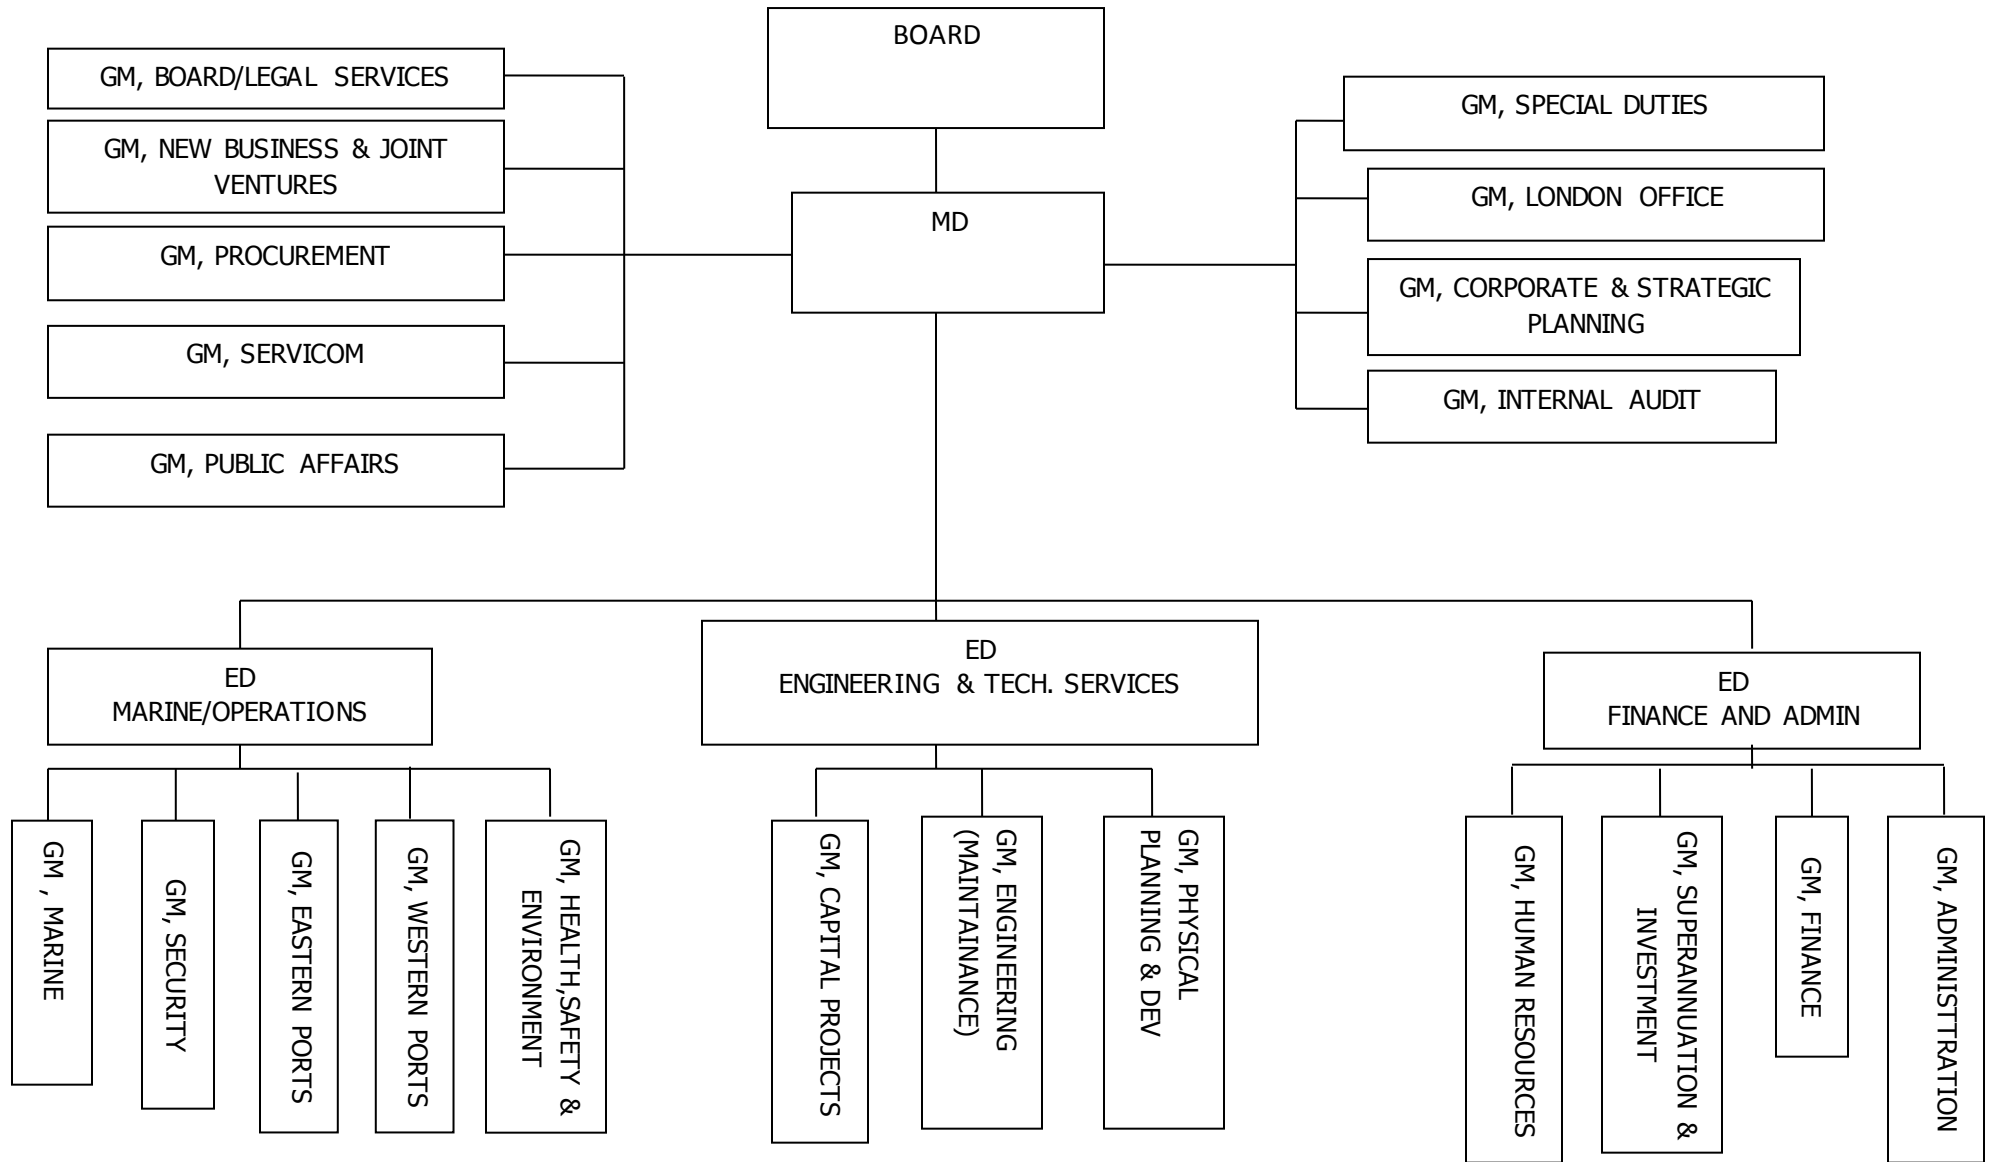 BOARD
GM, BOARD/LEGAL SERVICES
GM, NEW BUSINESS & JOINT
VENTURES
GM, PROCUREMENT
GM, SERVICOM
GM, PUBLIC AFFAIRS
MD
GM, SPECIAL DUTIES
GM, LONDON OFFICE
GM, CORPORATE & STRATEGIC
PLANNING
GM, INTERNAL AUDIT
ED
MARINE/OPERATIONS
ED
ENGINEERING & TECH. SERVICES
ED
FINANCE AND ADMIN
GM , MARINE
GM, SECURITY
GM, EASTERN PORTS
GM, WESTERN PORTS
GM, HEALTH,SAFETY &
ENVIRONMENT
GM, CAPITAL PROJECTS
GM, ENGINEERING
(MAINTAINANCE)
GM, PHYSICAL
PLANNING & DEV
GM, HUMAN RESOURCES
GM, SUPERANNUATION &
INVESTMENT
GM, FINANCE
GM, ADMINISTTRATION